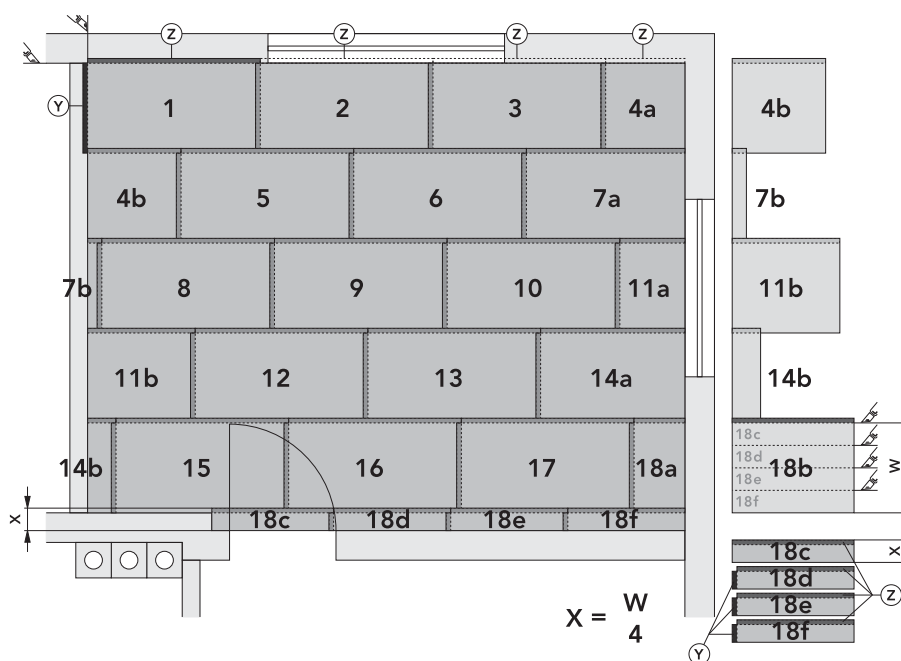 Z Z Z Z
Y 1 2 3 4a 4b
4b 5 6 7a 7b
7b 8 9 10 11a 11b
11b 12 13 14a 14b
14b 15 16 17 18a
18c
18d
18b
18e
18f
W
X 18c 18d 18e 18f
18c X
18d
Z
18e
18f
Y
X = W
4